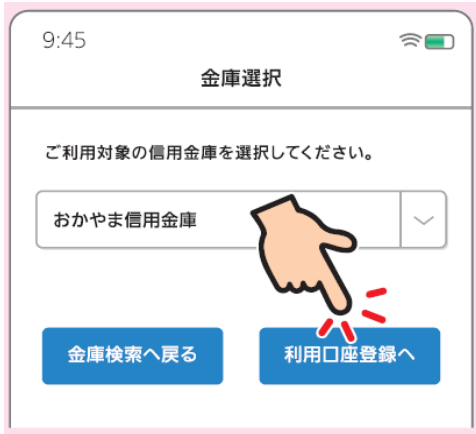 9:45
金庫選択
ご利用対象の信用金庫を選択してください。
おかやま信用金庫
金庫検索へ戻る
利用口座登録へ